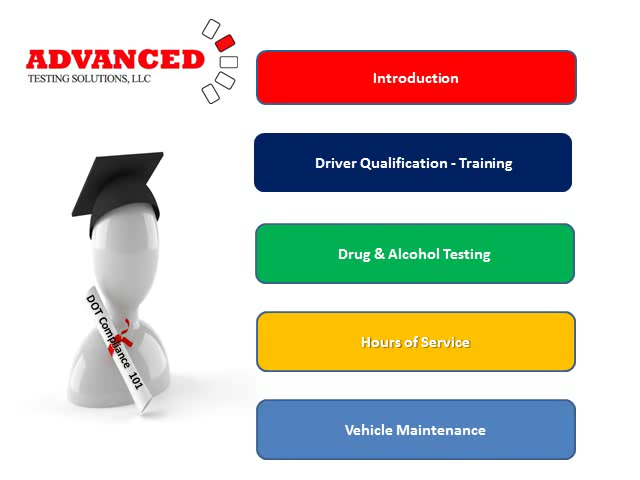 ADVANCED
TESTING SOLUTIONS, LLC
Introduction
Driver Qualification - Training
Drug & Alcohol Testing
Hours of Service
Vehicle Maintenance
DOT Compliance 101